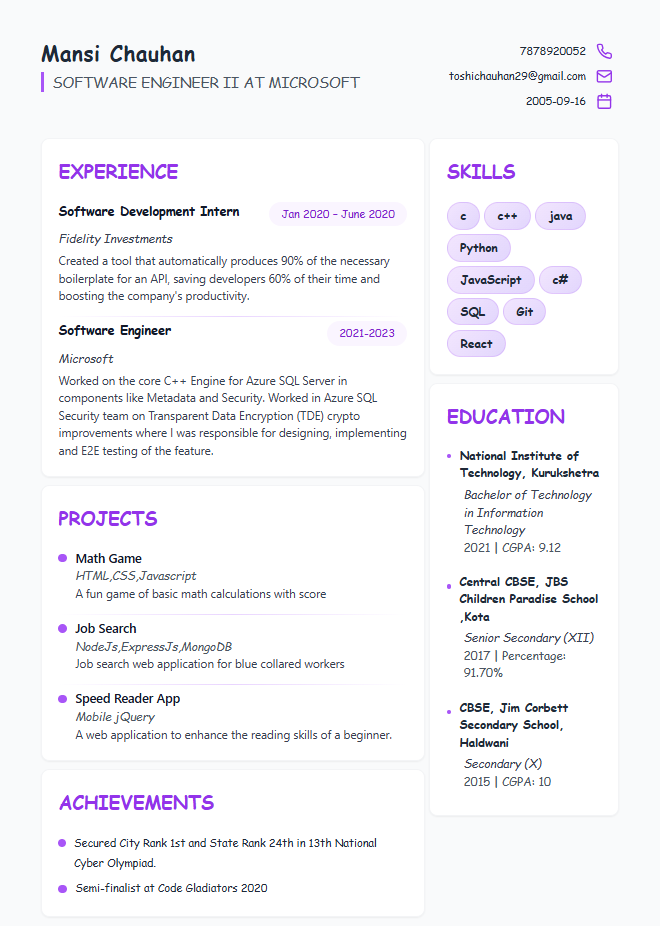 Mansi Chauhan
SOFTWARE ENGINEER II AT MICROSOFT
7878920052
toshichauhan29@gmail.com
2005-09-16
EXPERIENCE
Software Development Intern
Jan 2020 – June 2020
Fidelity Investments
Created a tool that automatically produces 90% of the necessary
boilerplate for an API, saving developers 60% of their time and
boosting the company's productivity.
Software Engineer
2021-2023
Microsoft
Worked on the core C++ Engine for Azure SQL Server in
components like Metadata and Security. Worked in Azure SQL
Security team on Transparent Data Encryption (TDE) crypto
improvements where I was responsible for designing, implementing
and E2E testing of the feature.
PROJECTS
Math Game
HTML,CSS,Javascript
A fun game of basic math calculations with score
Job Search
NodeJs,ExpressJs,MongoDB
Job search web application for blue collared workers
Speed Reader App
Mobile jQuery
A web application to enhance the reading skills of a beginner.
ACHIEVEMENTS
Secured City Rank 1st and State Rank 24th in 13th National
Cyber Olympiad.
Semi-finalist at Code Gladiators 2020
SKILLS
c c++ java
Python
JavaScript c#
SQL Git
React
EDUCATION
National Institute of
Technology, Kurukshetra
Bachelor of Technology
in Information
Technology
2021 | CGPA: 9.12
Central CBSE, JBS
Children Paradise School
,Kota
Senior Secondary (XII)
2017 | Percentage:
91.70%
CBSE, Jim Corbett
Secondary School,
Haldwani
Secondary (X)
2015 | CGPA: 10